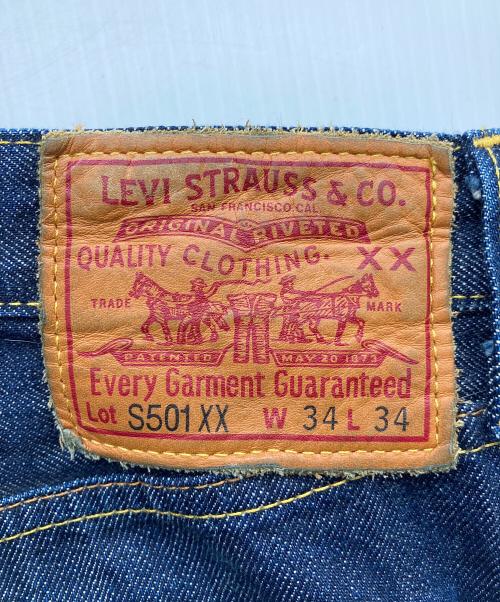 LEVI STRAUSS & CO.
SAN FRANCISCO CAL
ORIGINAL RIVETED
QUALITY CLOTHING. XX
TRADE MARK
PATENTED MAY 20 1873
Every Garment Guaranteed
Lot S501XX W 34 L 34